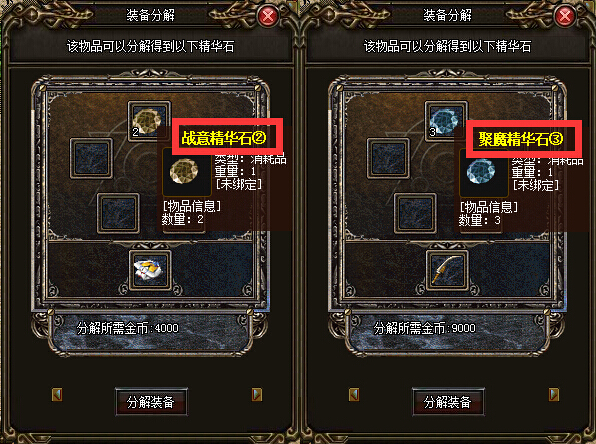 装备分解
该物品可以分解得到以下精华石
2
战意精华石②
类型：消耗品
重量：1
[未绑定]
[物品信息]
数量：2
分解所需金币:4000
分解装备
装备分解
该物品可以分解得到以下精华石
3
聚魔精华石③
类型：消耗品
重量：1
[未绑定]
[物品信息]
数量：3
分解所需金币:9000
分解装备